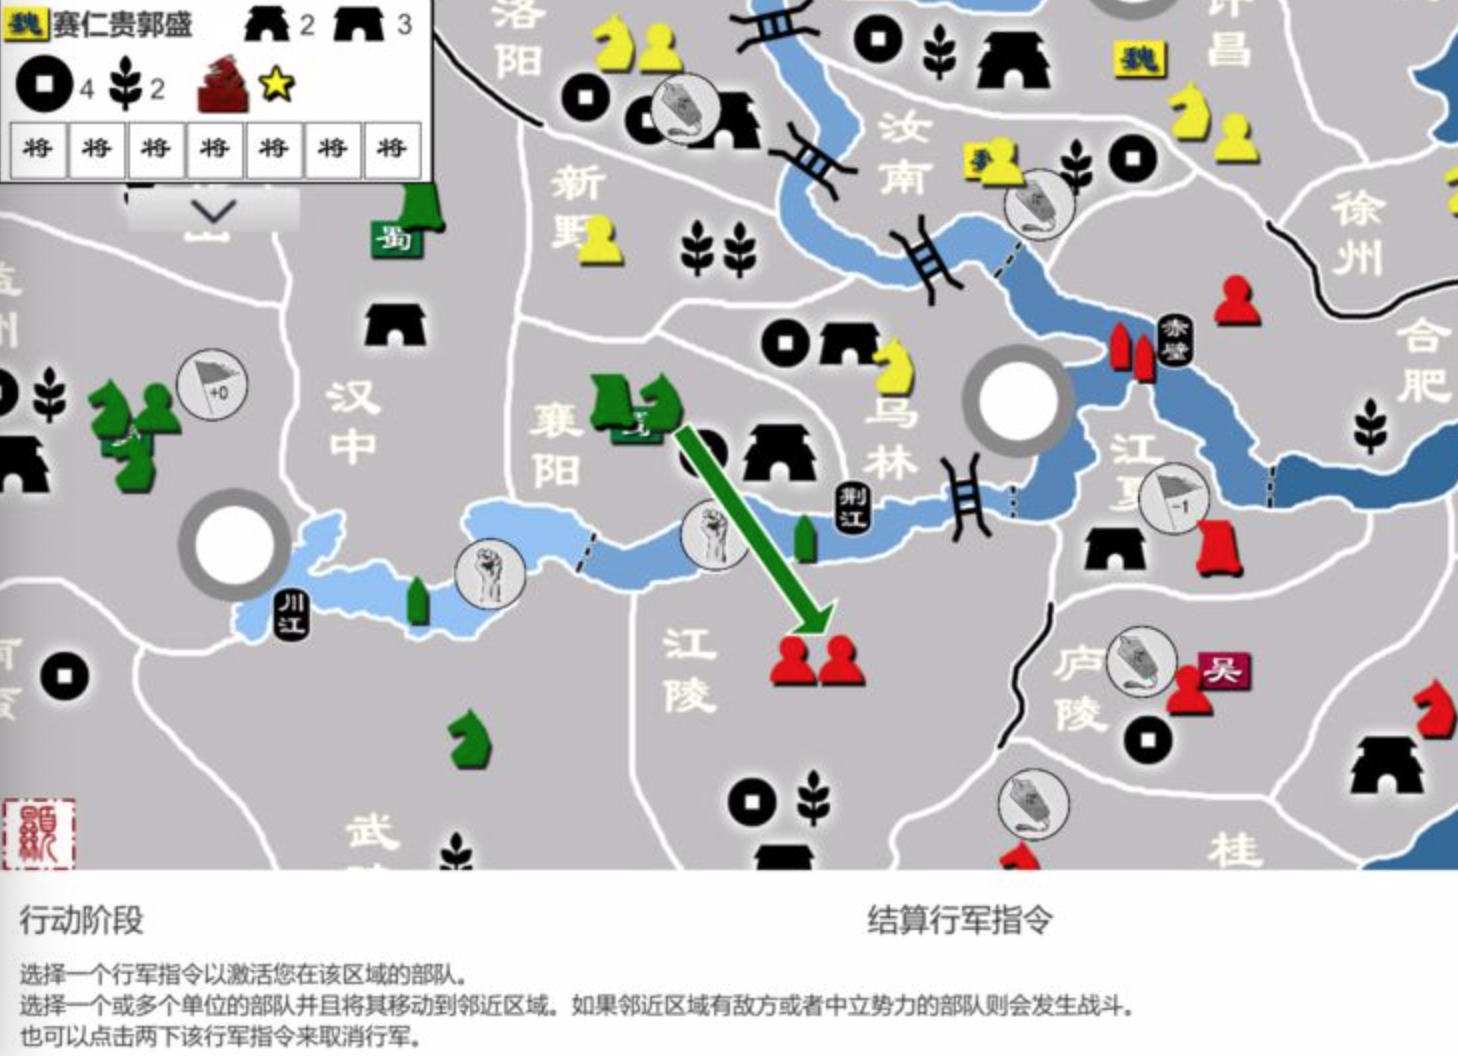 魏 赛仁贵郭盛 2 3
4 2
将 将 将 将 将 将 将
洛阳
昌
魏
汝南
新野
徐州
蜀
+0
汉中
襄阳
乌林
赤壁
合肥
荆江
江夏
-1
川江
江陵
庐陵
吴
武
桂
行动阶段
结算行军指令
选择一个行军指令以激活您在该区域的部队。
选择一个或多个单位的部队并且将其移动到邻近区域。如果邻近区域有敌方或者中立势力的部队则会发生战斗。
也可以点击两下该行军指令来取消行军。